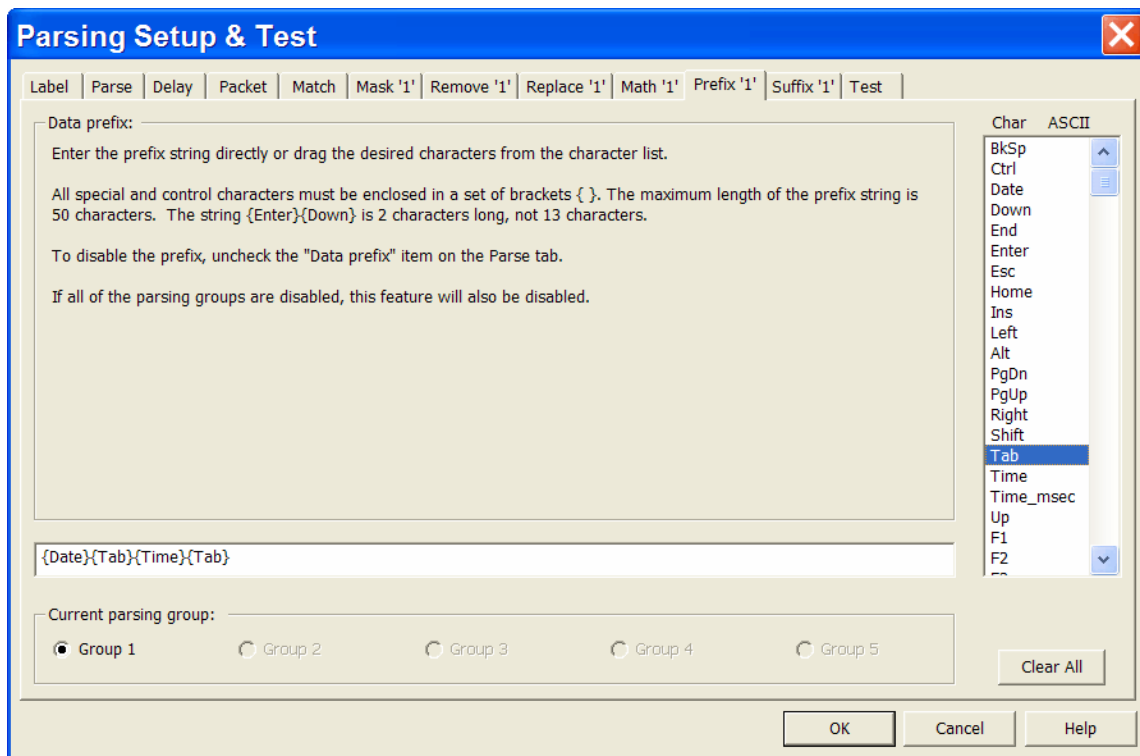 Parsing Setup & Test
Label Parse Delay Packet Match Mask '1' Remove '1' Replace '1' Math '1' Prefix '1' Suffix '1' Test
Data prefix:
Enter the prefix string directly or drag the desired characters from the character list.
All special and control characters must be enclosed in a set of brackets { }. The maximum length of the prefix string is
50 characters.  The string {Enter}{Down} is 2 characters long, not 13 characters.
To disable the prefix, uncheck the "Data prefix" item on the Parse tab.
If all of the parsing groups are disabled, this feature will also be disabled.
{Date}{Tab}{Time}{Tab}
Current parsing group:
Group 1 Group 2 Group 3 Group 4 Group 5
Char ASCII
BkSp
Ctrl
Date
Down
End
Enter
Esc
Home
Ins
Left
Alt
PgDn
PgUp
Right
Shift
Tab
Time
Time_msec
Up
F1
F2
Clear All
OK Cancel Help